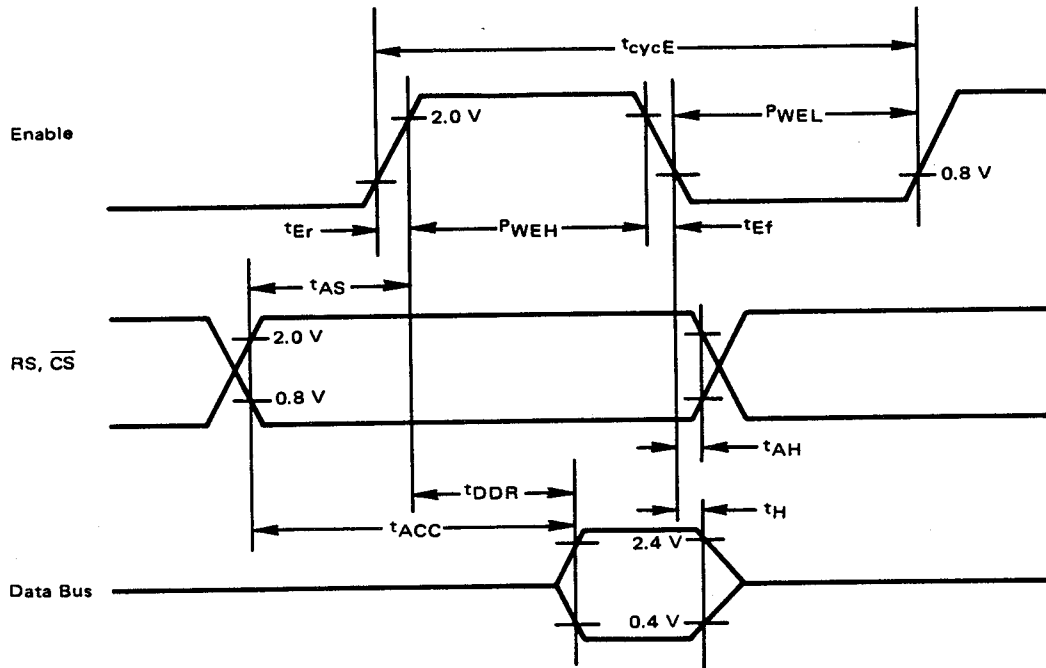 tcycE
Enable
2.0 V
PWEL
0.8 V
tEr
PWEH
tEf
tAS
RS, C̅S̅
2.0 V
0.8 V
tAH
tDDR
tACC
tH
2.4 V
Data Bus
0.4 V